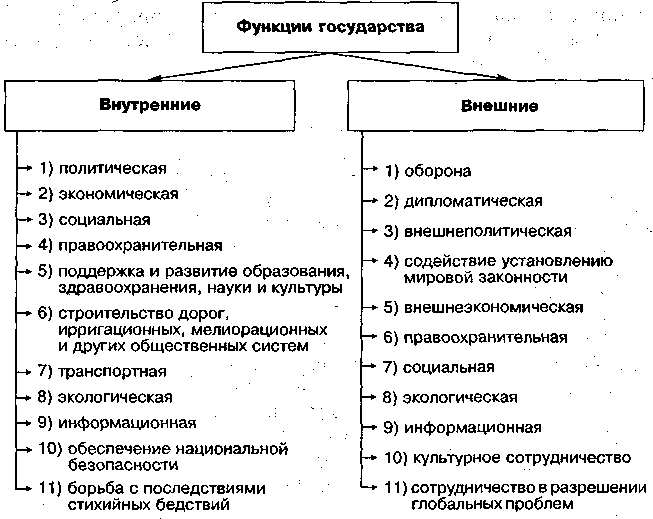 Функции государства
Внутренние
1) политическая
2) экономическая
3) социальная
4) правоохранительная
5) поддержка и развитие образования,
здравоохранения, науки и культуры
6) строительство дорог,
ирригационных, мелиорационных
и других общественных систем
7) транспортная
8) экологическая
9) информационная
10) обеспечение национальной
безопасности
11) борьба с последствиями
стихийных бедствий
Внешние
1) оборона
2) дипломатическая
3) внешнеполитическая
4) содействие установлению
мировой законности
5) внешнеэкономическая
6) правоохранительная
7) социальная
8) экологическая
9) информационная
10) культурное сотрудничество
11) сотрудничество в разрешении
глобальных проблем